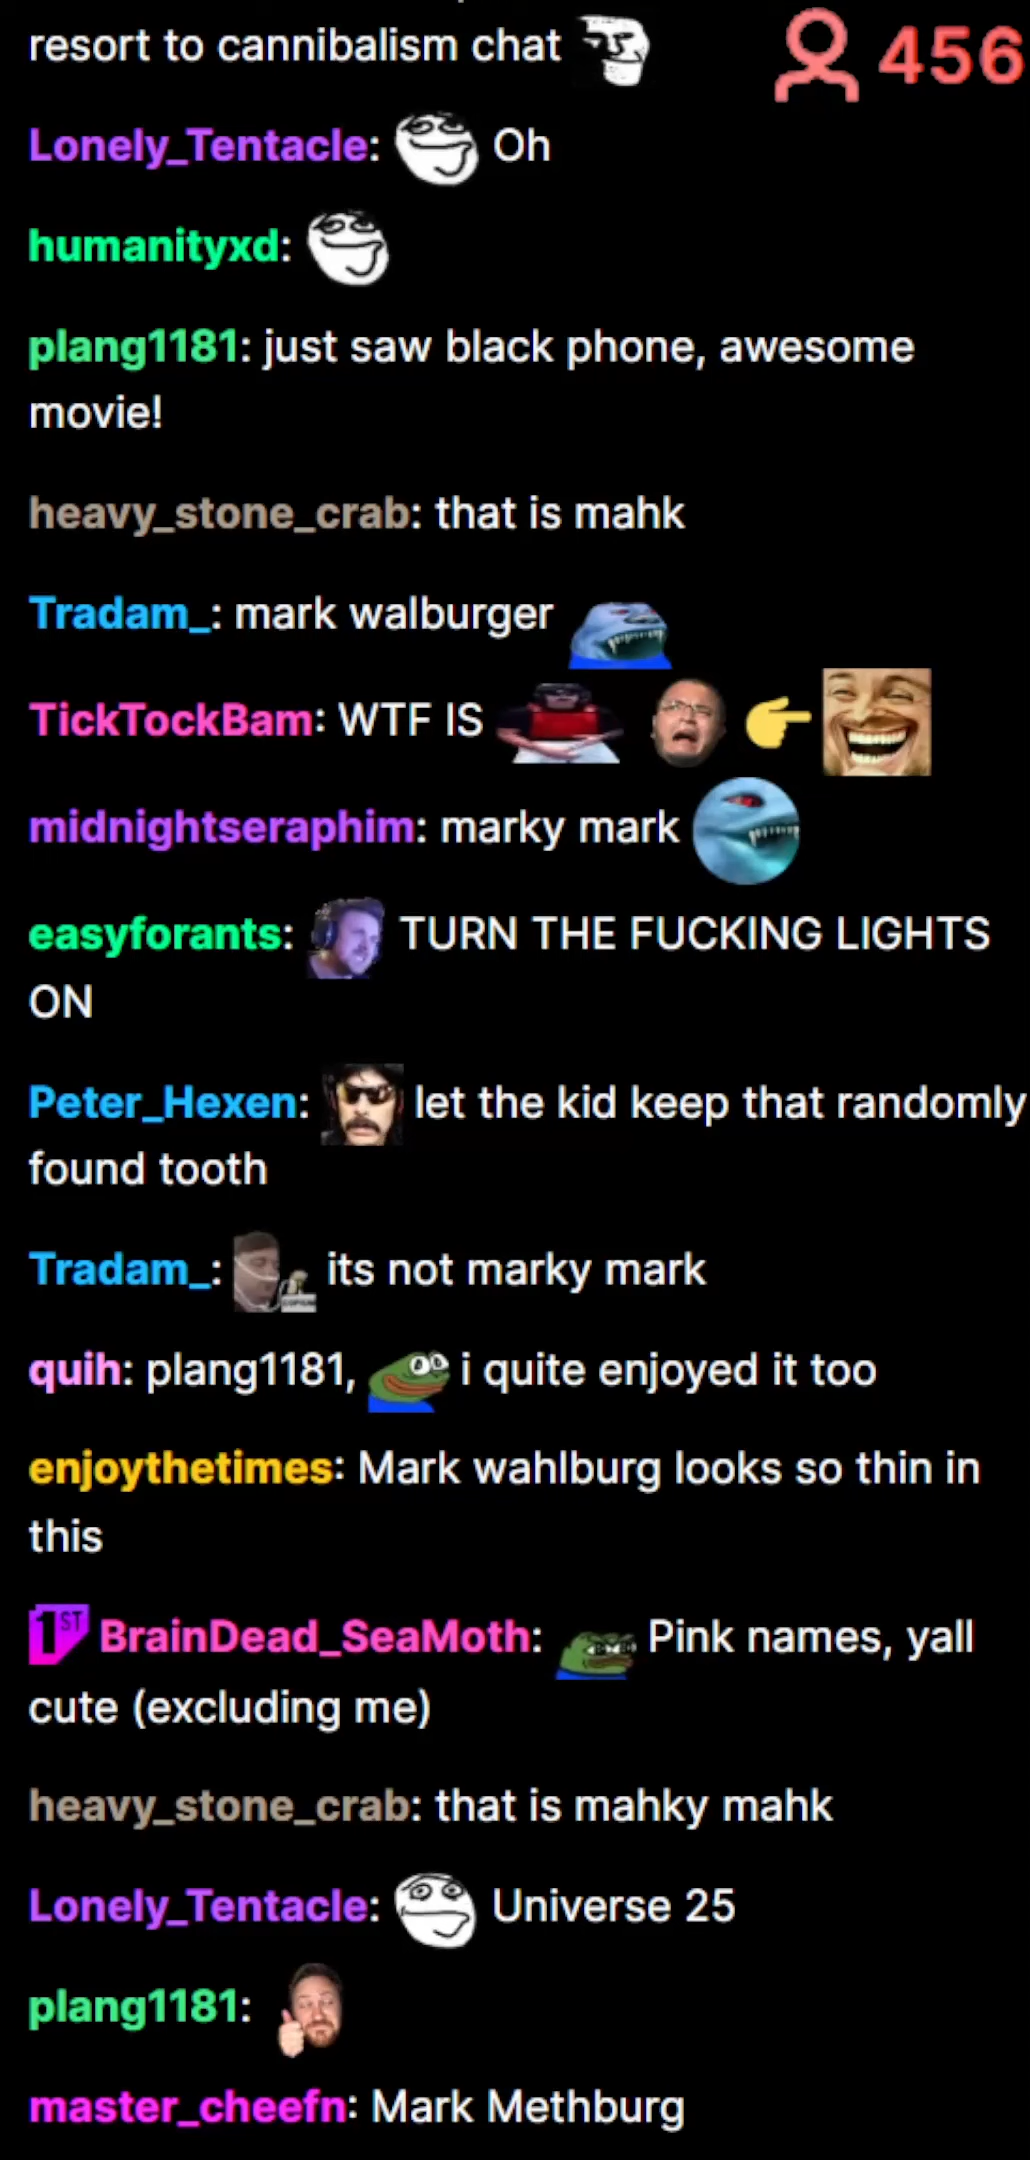 resort to cannibalism chat
456
Lonely_Tentacle: Oh
humanityxd:
plang1181: just saw black phone, awesome
movie!
heavy_stone_crab: that is mahk
Tradam_: mark walburger
TickTockBam: WTF IS
midnightseraphim: marky mark
easyforants: TURN THE FUCKING LIGHTS
ON
Peter_Hexen: let the kid keep that randomly
found tooth
Tradam_: its not marky mark
quih: plang1181, i quite enjoyed it too
enjoythetimes: Mark wahlburg looks so thin in
this
1ST BrainDead_SeaMoth: Pink names, yall
cute (excluding me)
heavy_stone_crab: that is mahky mahk
Lonely_Tentacle: Universe 25
plang1181:
master_cheefn: Mark Methburg